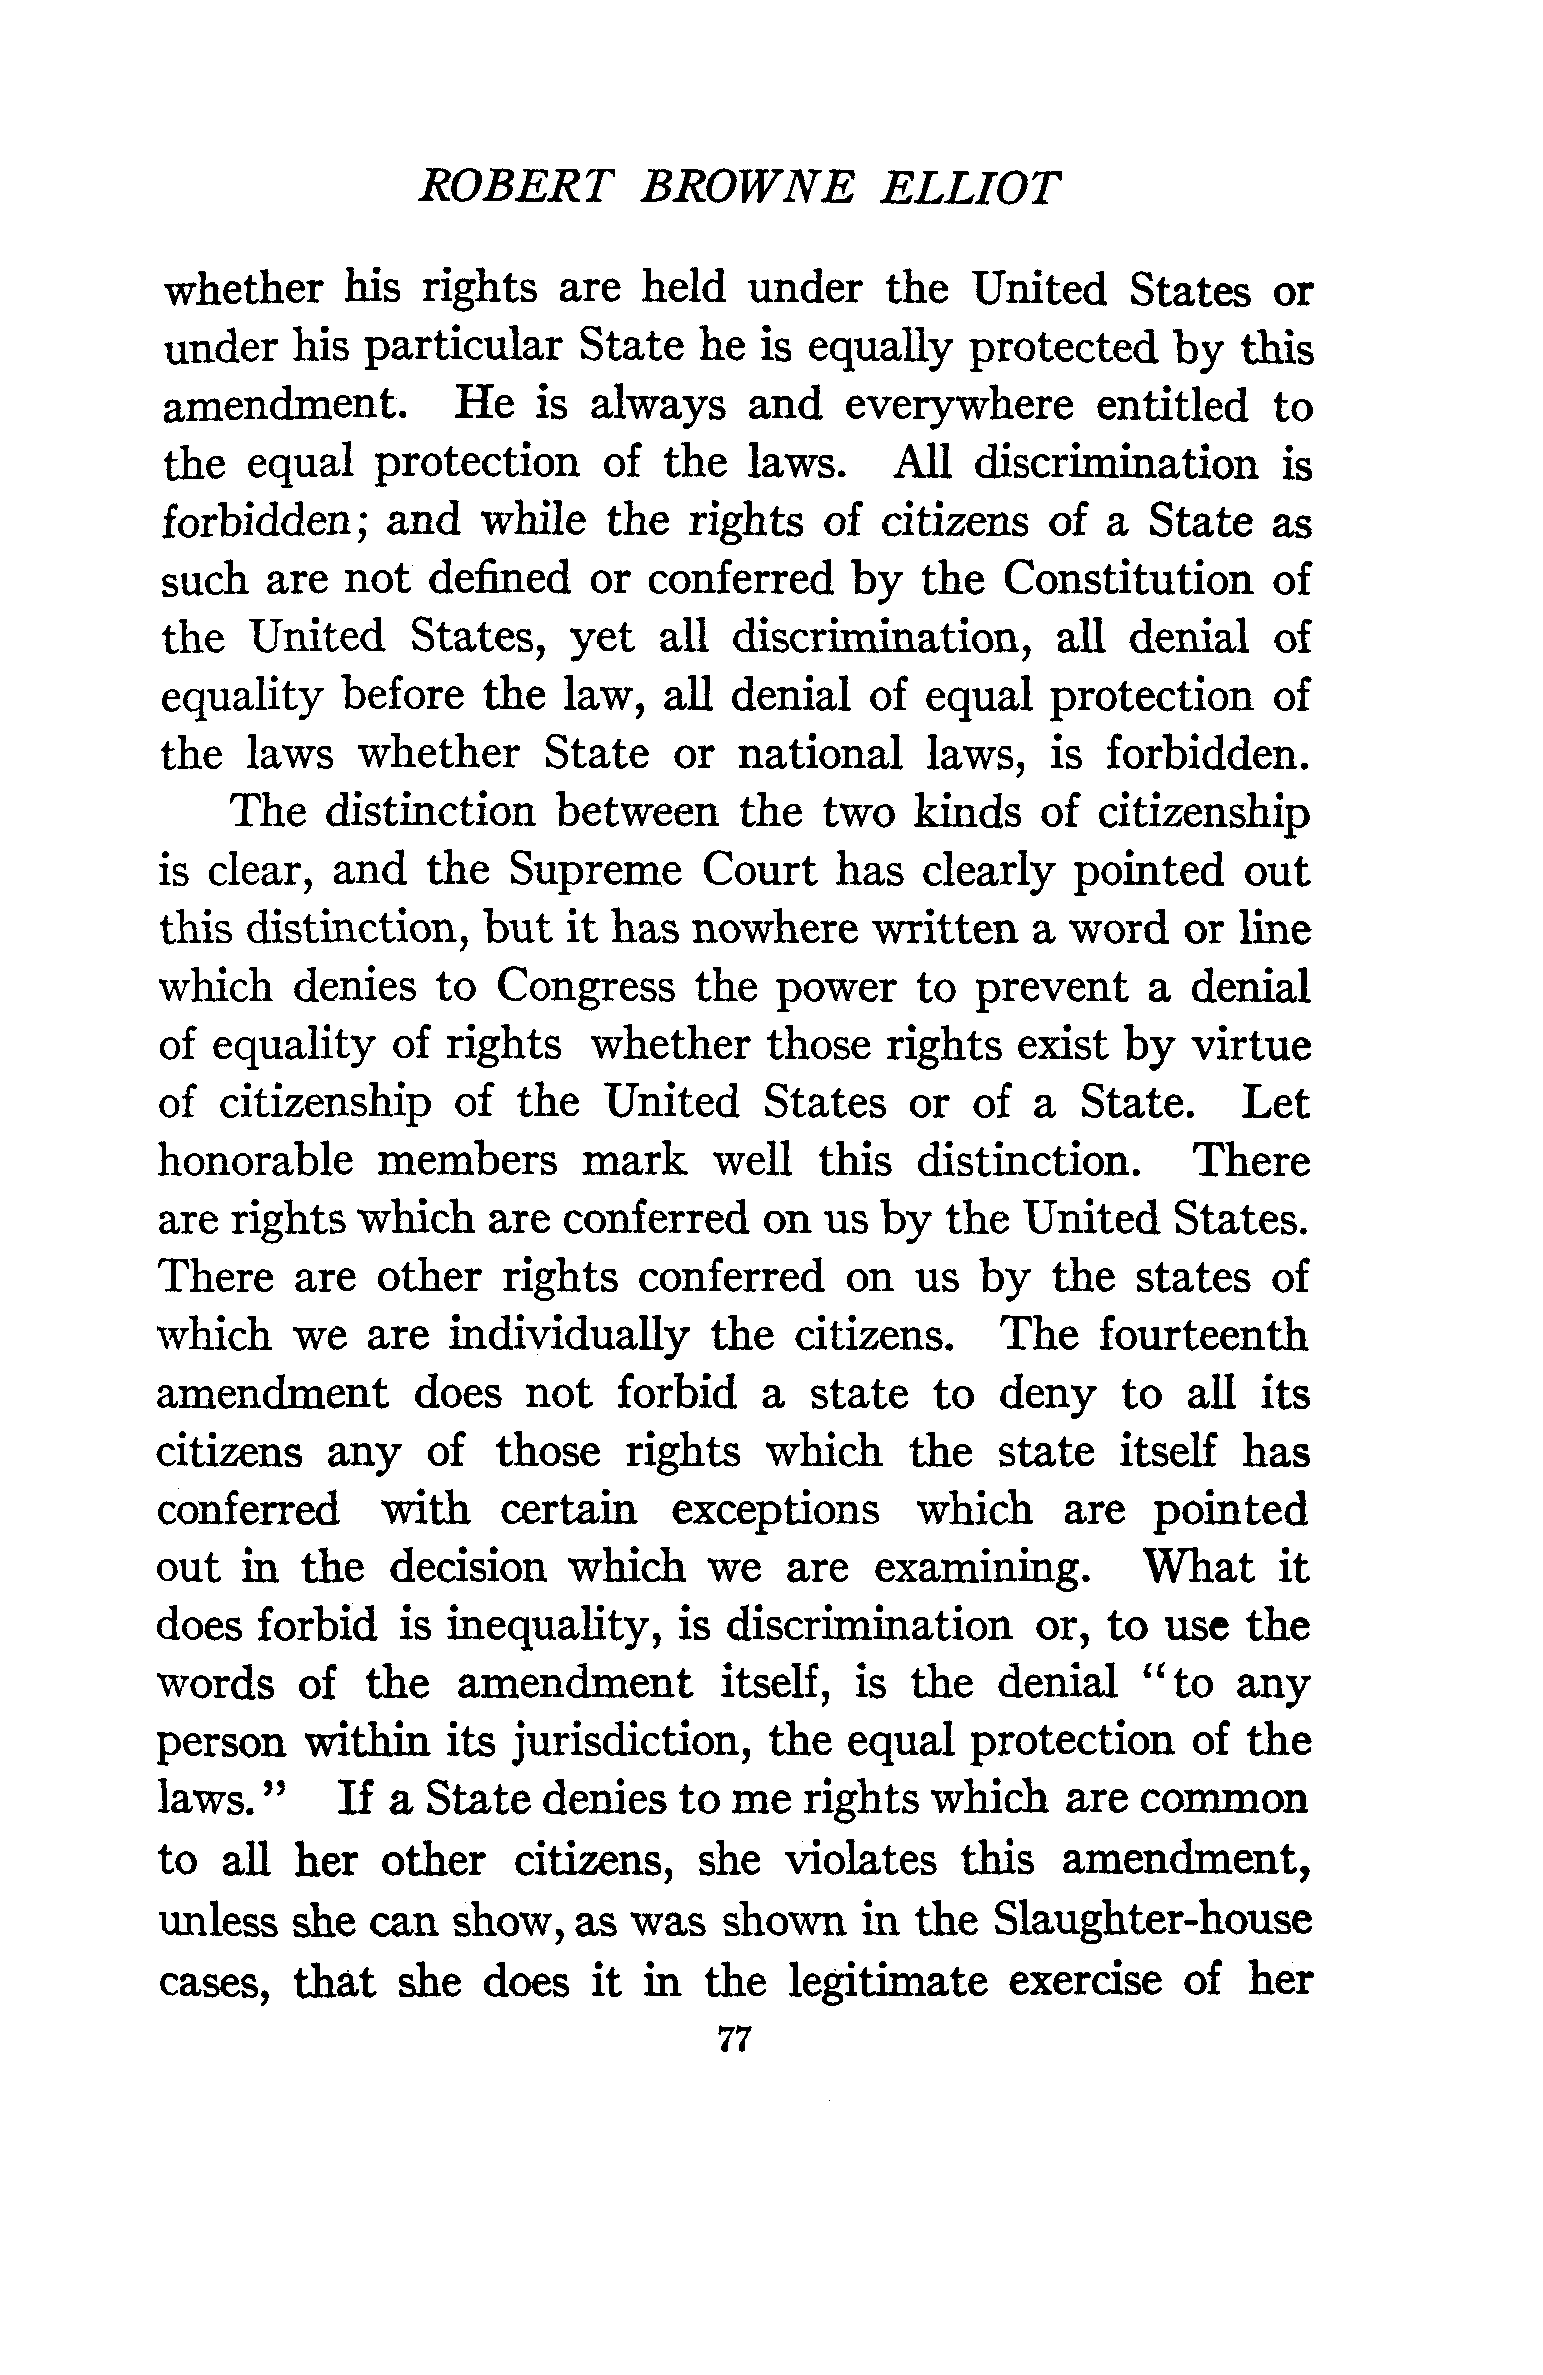 ROBERT BROWNE ELLIOT
whether his rights are held under the United States or
under his particular State he is equally protected by this
amendment. He is always and everywhere entitled to
the equal protection of the laws. All discrimination is
forbidden; and while the rights of citizens of a State as
such are not defined or conferred by the Constitution of
the United States, yet all discrimination, all denial of
equality before the law, all denial of equal protection of
the laws whether State or national laws, is forbidden.
The distinction between the two kinds of citizenship
is clear, and the Supreme Court has clearly pointed out
this distinction, but it has nowhere written a word or line
which denies to Congress the power to prevent a denial
of equality of rights whether those rights exist by virtue
of citizenship of the United States or of a State. Let
honorable members mark well this distinction. There
are rights which are conferred on us by the United States.
There are other rights conferred on us by the states of
which we are individually the citizens. The fourteenth
amendment does not forbid a state to deny to all its
citizens any of those rights which the state itself has
conferred with certain exceptions which are pointed
out in the decision which we are examining. What it
does forbid is inequality, is discrimination or, to use the
words of the amendment itself, is the denial “to any
person within its jurisdiction, the equal protection of the
laws.” If a State denies to me rights which are common
to all her other citizens, she violates this amendment,
unless she can show, as was shown in the Slaughter-house
cases, that she does it in the legitimate exercise of her
77